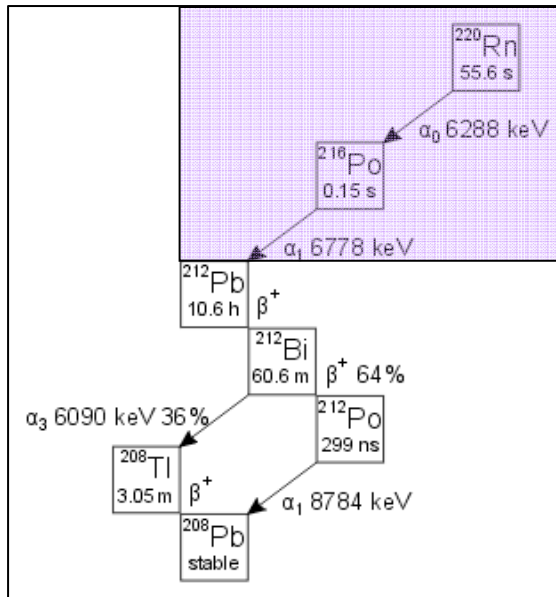 ²²⁰Rn
55.6 s
α₀ 6288 keV
²¹⁶Po
0.15 s
α₁ 6778 keV
²¹²Pb
10.6 h
β⁺
²¹²Bi
60.6 m
β⁺ 64%
α₃ 6090 keV 36%
²¹²Po
299 ns
²⁰⁸Tl
3.05 m
β⁺
α₁ 8784 keV
²⁰⁸Pb
stable